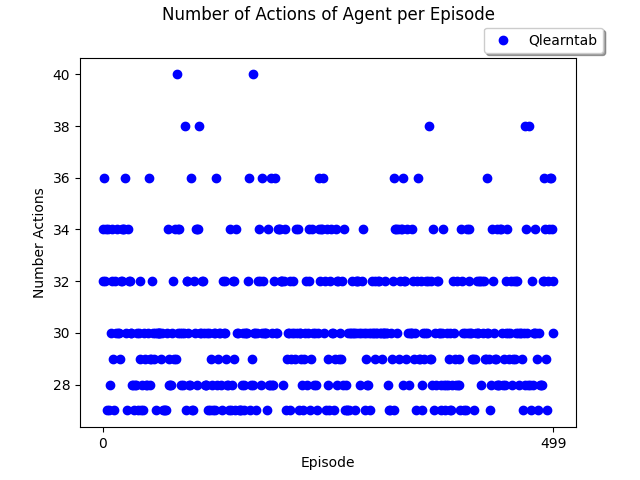 Number of Actions of Agent per Episode
Qlearntab
40
38
36
34
32
30
28
Number Actions
0
499
Episode